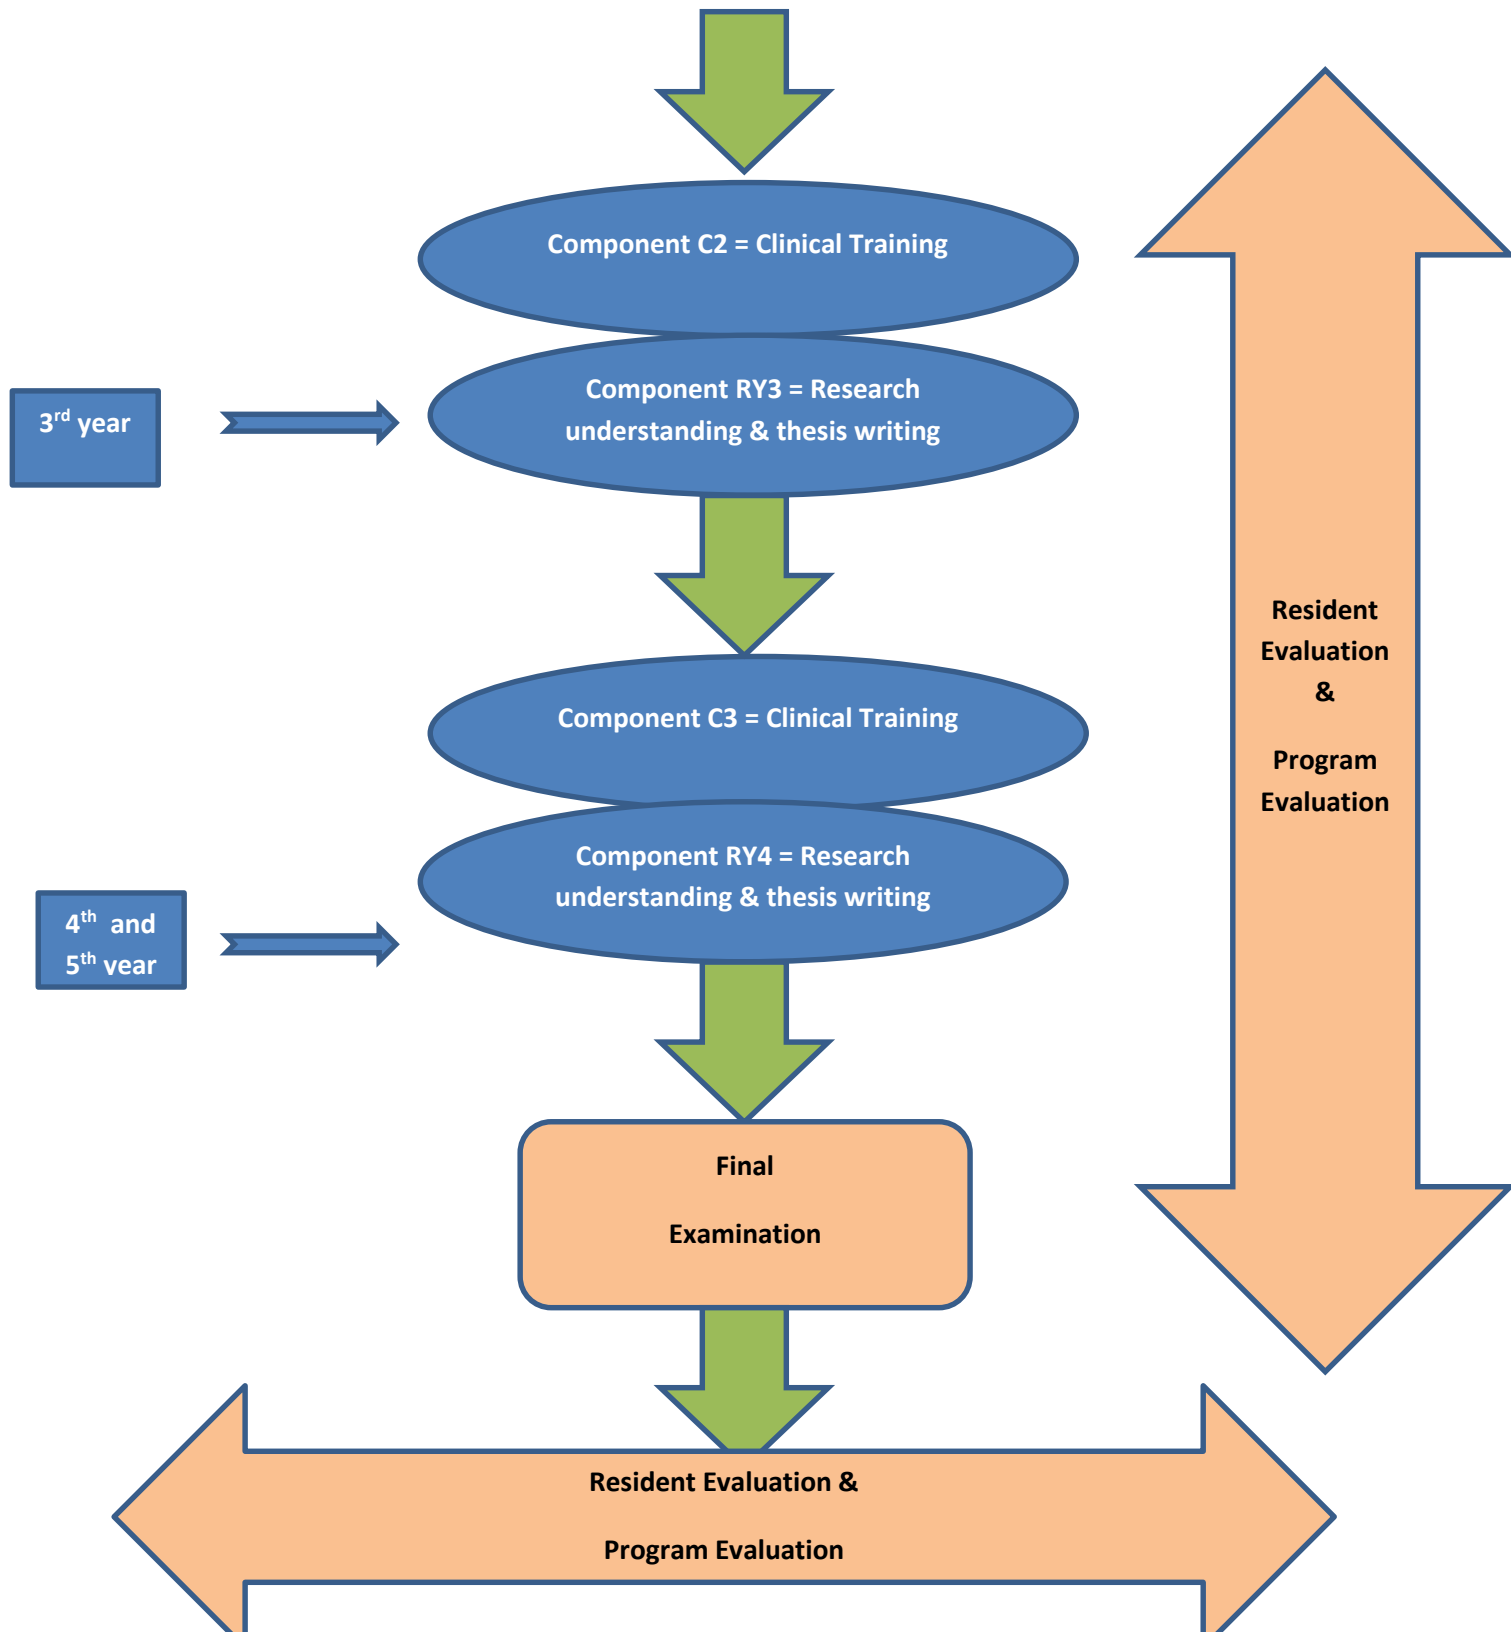 Component C2 = Clinical Training
3rd year
Component RY3 = Research
understanding & thesis writing
Resident
Evaluation
&
Program
Evaluation
Component C3 = Clinical Training
4th and
5th year
Component RY4 = Research
understanding & thesis writing
Final
Examination
Resident Evaluation &
Program Evaluation